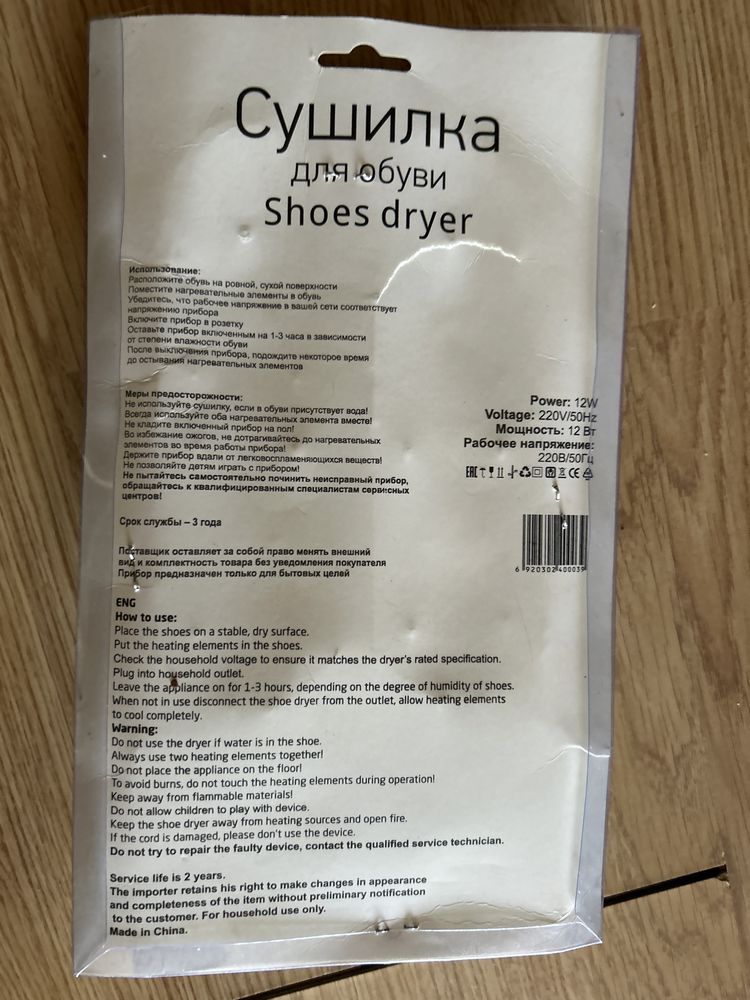 Сушилка
для обуви
Shoes dryer
Использование:
Расположите обувь на ровной, сухой поверхности
Поместите нагревательные элементы в обувь
Убедитесь, что рабочее напряжение в вашей сети соответствует
напряжению прибора
Включите прибор в розетку
Оставьте прибор включенным на 1-3 часа в зависимости
от степени влажности обуви
После выключения прибора, подождите некоторое время
до остывания нагревательных элементов
Меры предосторожности:
Не используйте сушилку, если в обуви присутствует вода!
Всегда используйте оба нагревательных элемента вместе!
Не кладите включенный прибор на пол!
Во избежание ожогов, не дотрагивайтесь до нагревательных
элементов во время работы прибора!
Держите прибор вдали от легковоспламеняющихся веществ!
Не позволяйте детям играть с прибором!
Не пытайтесь самостоятельно починить неисправный прибор,
обращайтесь к квалифицированным специалистам сервисных
центров!
Срок службы – 3 года
Поставщик оставляет за собой право менять внешний
вид и комплектность товара без уведомления покупателя
Прибор предназначен только для бытовых целей
Power: 12W
Voltage: 220V/50Hz
Мощность: 12 Вт
Рабочее напряжение:
220В/50Гц
EAC CE
6 920302 400039
ENG
How to use:
Place the shoes on a stable, dry surface.
Put the heating elements in the shoes.
Check the household voltage to ensure it matches the dryer's rated specification.
Plug into household outlet.
Leave the appliance on for 1-3 hours, depending on the degree of humidity of shoes.
When not in use disconnect the shoe dryer from the outlet, allow heating elements
to cool completely.
Warning:
Do not use the dryer if water is in the shoe.
Always use two heating elements together!
Do not place the appliance on the floor!
To avoid burns, do not touch the heating elements during operation!
Keep away from flammable materials!
Do not allow children to play with device.
Keep the shoe dryer away from heating sources and open fire.
If the cord is damaged, please don't use the device.
Do not try to repair the faulty device, contact the qualified service technician.
Service life is 2 years.
The importer retains his right to make changes in appearance
and completeness of the item without preliminary notification
to the customer. For household use only.
Made in China.